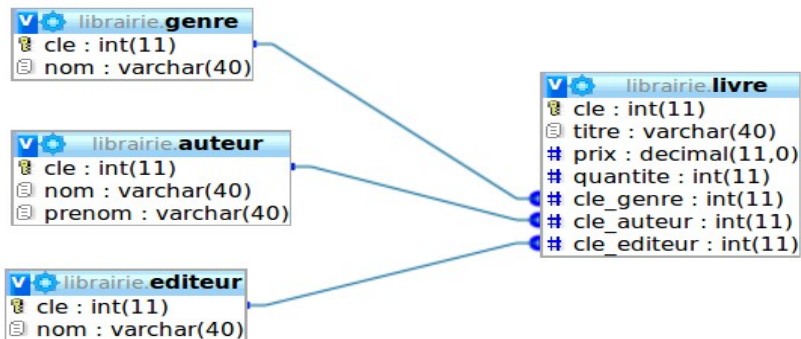 librairie.genre
cle : int(11)
nom : varchar(40)
librairie.auteur
cle : int(11)
nom : varchar(40)
prenom : varchar(40)
librairie.editeur
cle : int(11)
nom : varchar(40)
librairie.livre
cle : int(11)
titre : varchar(40)
# prix : decimal(11,0)
# quantite : int(11)
# cle_genre : int(11)
# cle_auteur : int(11)
# cle_editeur : int(11)